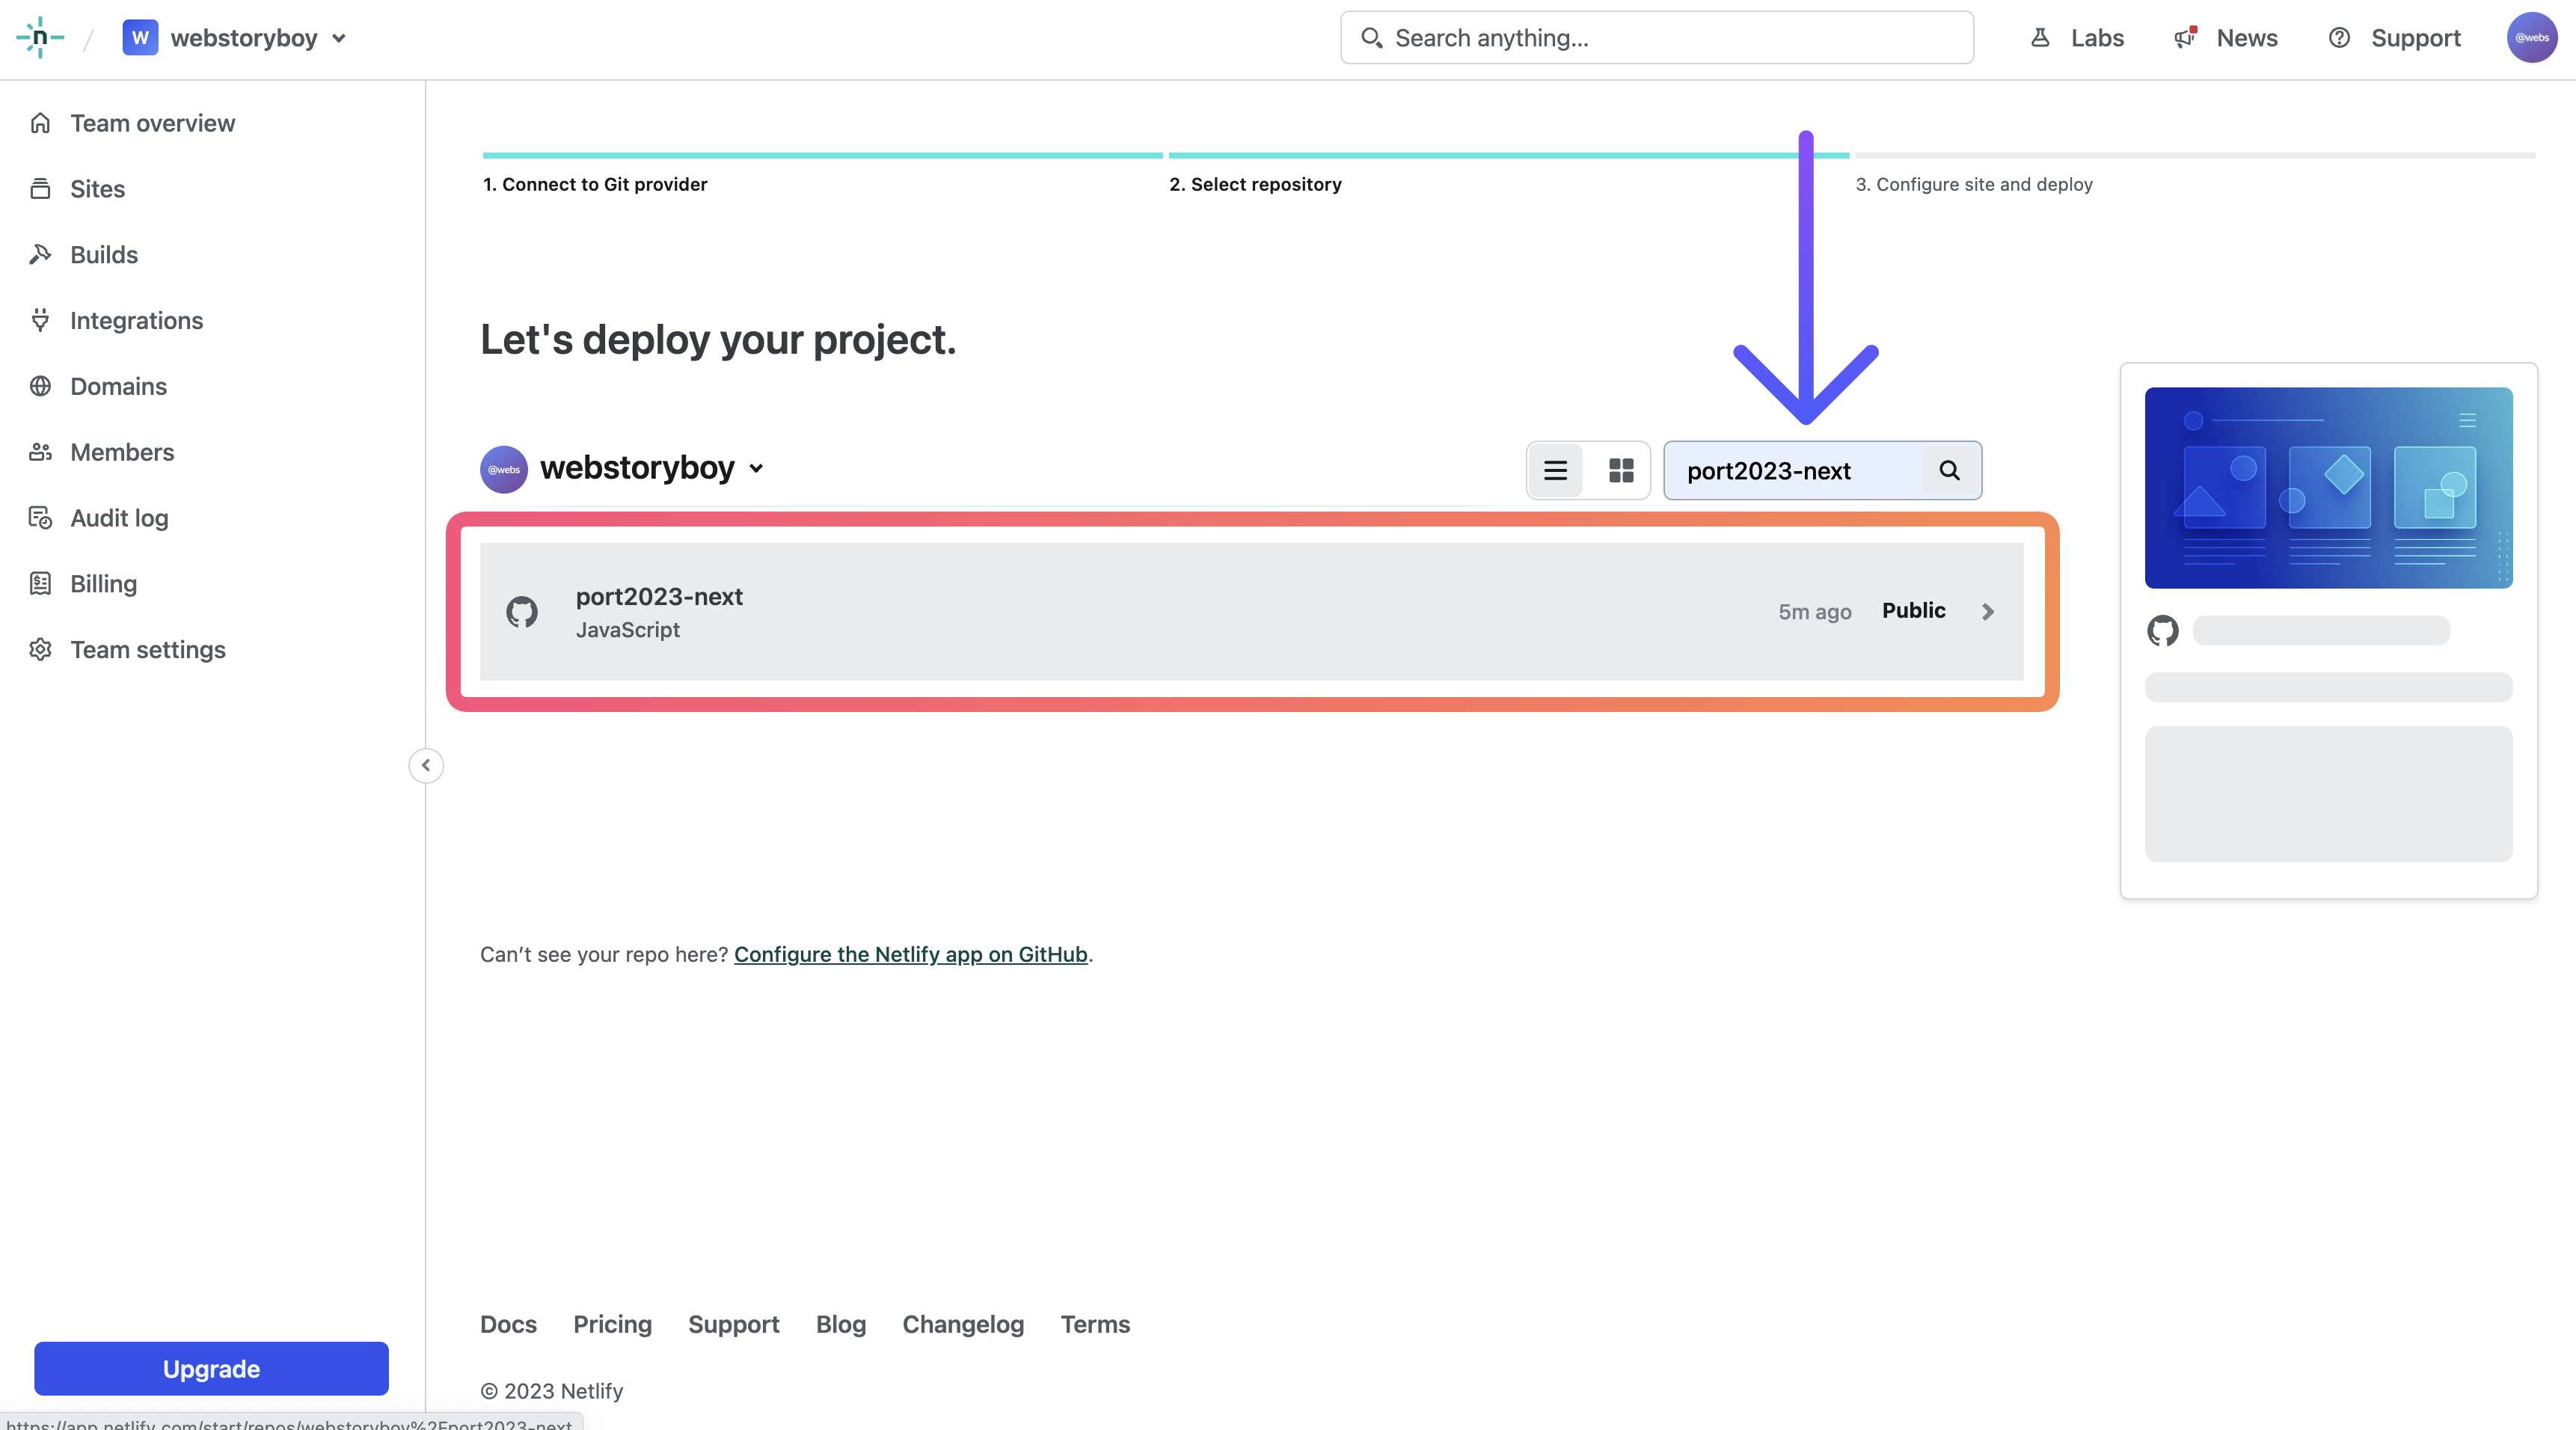 n / W webstoryboy
Search anything...
Labs
News
Support
@webs
Team overview
Sites
Builds
Integrations
Domains
Members
Audit log
Billing
Team settings
Upgrade
1. Connect to Git provider
2. Select repository
3. Configure site and deploy
Let's deploy your project.
@webs webstoryboy
port2023-next
port2023-next
JavaScript
5m ago Public
Can’t see your repo here? Configure the Netlify app on GitHub.
Docs Pricing Support Blog Changelog Terms
© 2023 Netlify
https://app.netlify.com/start/repos/webstoryboy%2Fport2023-next